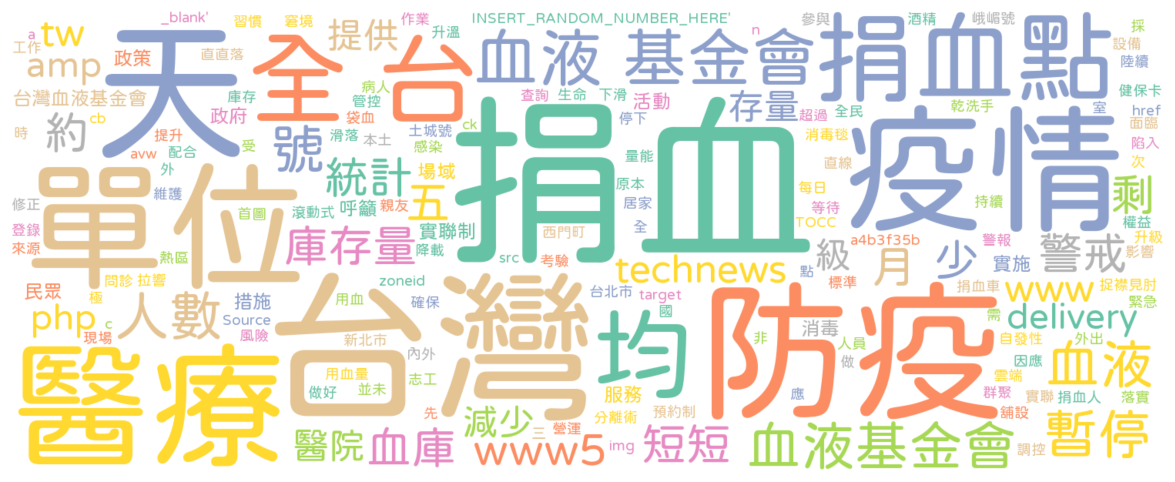 _blank'
習慣
窘境
作業
INSERT_RANDOM_NUMBER_HERE'
n
參與
酒精
峨嵋號
採
a
tw
工作
政策
直直落
天
全台
提供
升溫
血液
基金會
捐血點
設備
陸續
amp
台灣血液基金會
庫存
政府
病人
管控
袋血
查詢
生命
下滑
活動
存量
超過
全民
乾洗手
健保卡
室
href
面臨
時
約
cb
提升
avw
配合
外
受
號
滑落
本土
土城號
感染
ck
停下
消毒毯
疫情
陷入
次
捐血
量能
直線
單位
維護
統計
場域
原本
每日
持續
剩
權益
修正
首圖
滾動式
呼籲
親友
五
居家
等待
TOCC
登錄
來源
熱區
庫存量
實聯制
降載
西門町
全
a4b3f35b
警報
升級
影響
問診
拉響
極
zoneid
src
考驗
technews
點
標準
級
月
少
實施
警戒
捉襟見肘
緊急
民眾
人數
措施
用血
確保
台北市
target
捐血車
www
php
c
現場
Source
風險
台灣
新北市
內外
國
均
防疫
非
消毒
人員
做
需
delivery
自發性
外出
因應
血液
醫療
用血量
做好
並未
志工
服務
分離術
預約制
應
雲端
群聚
實聯
捐血人
落實
先
減少
三
營運
鋪設
醫院
血庫
www5
img
短短
血液基金會
調控
暫停